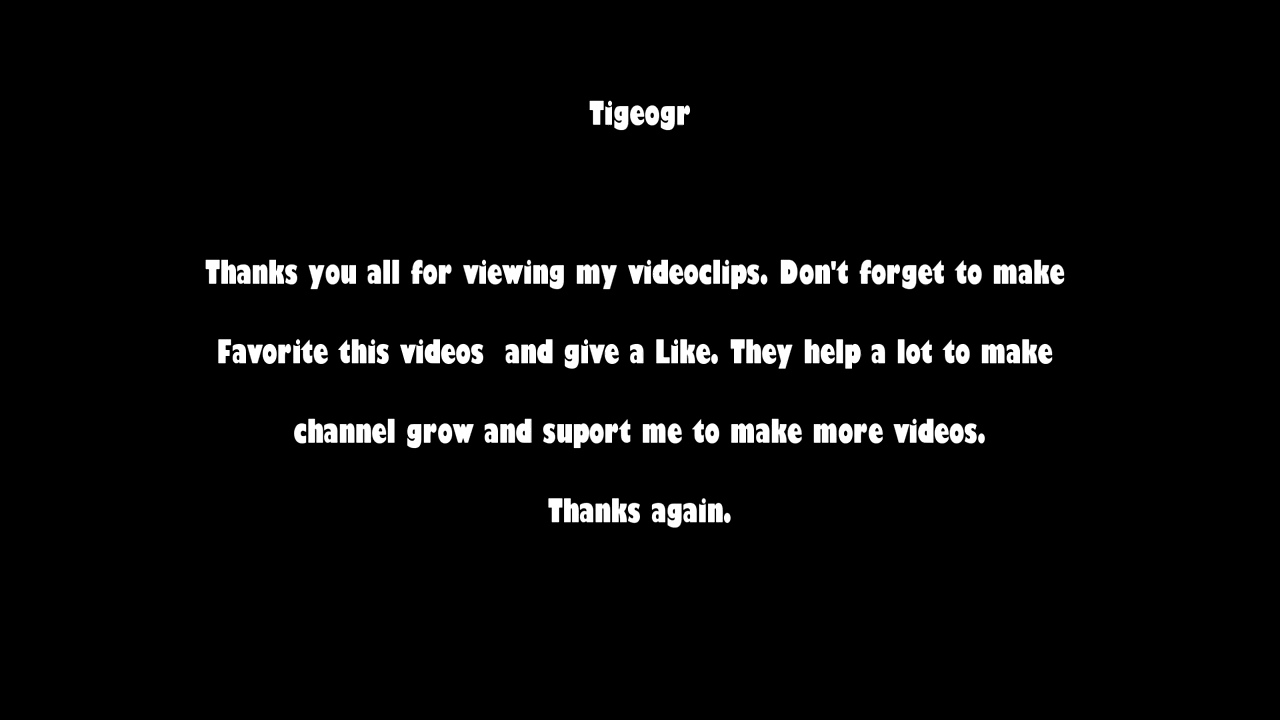 Tigeogr
Thanks you all for viewing my videoclips. Don't forget to make
Favorite this videos  and give a Like. They help a lot to make
channel grow and suport me to make more videos.
Thanks again.